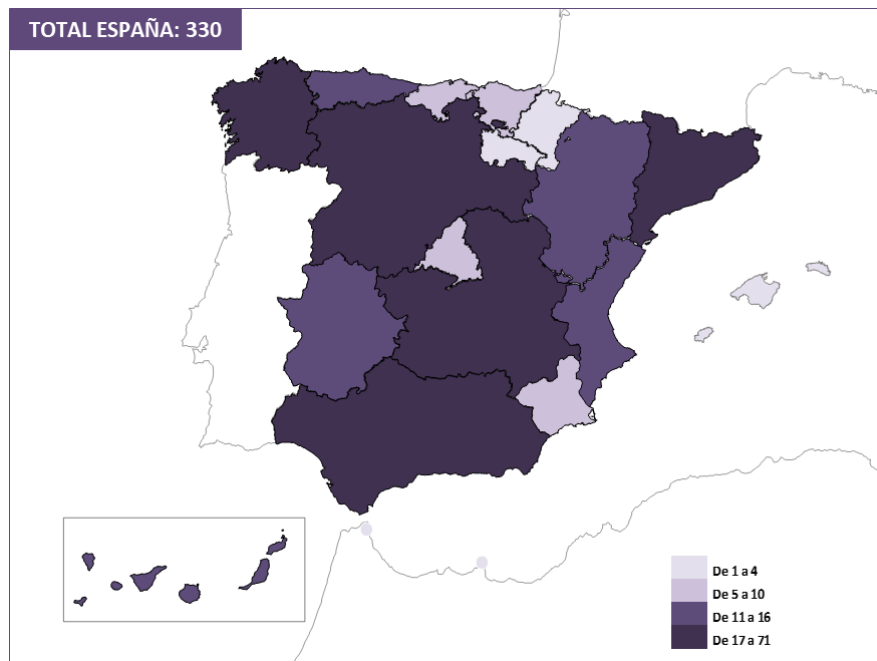 TOTAL ESPAÑA: 330
De 1 a 4
De 5 a 10
De 11 a 16
De 17 a 71